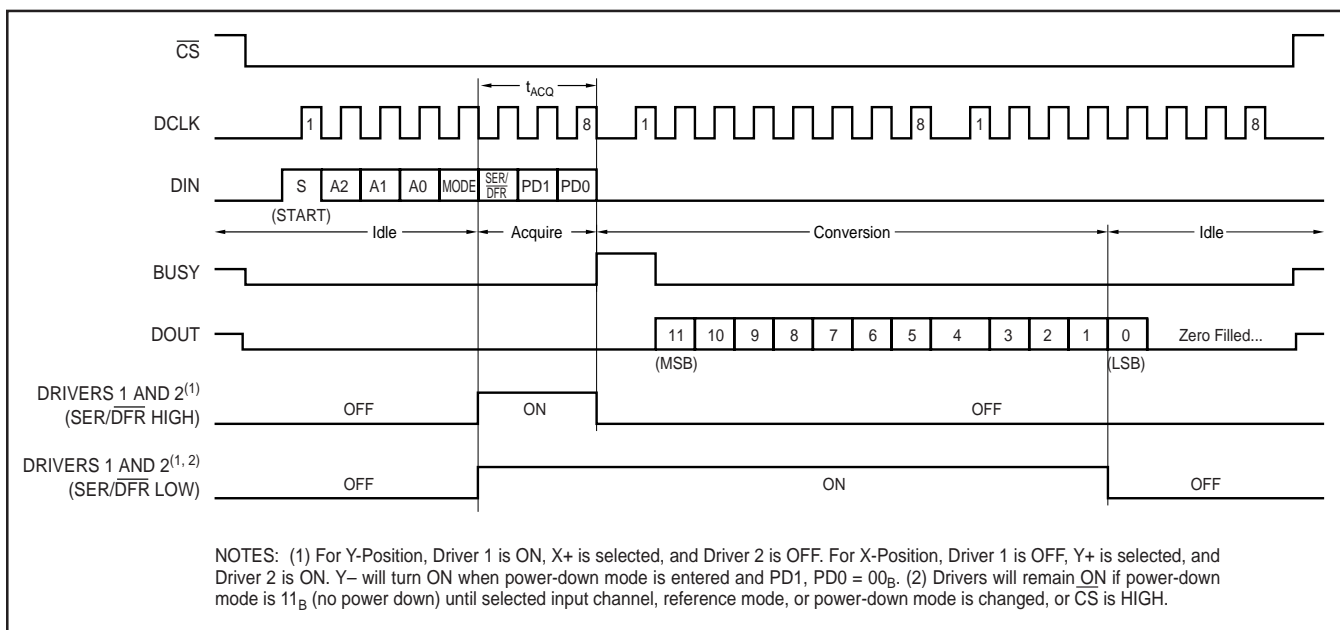 CS
tACQ
DCLK 1 8 1 8 1 8
DIN S A2 A1 A0 MODE SER/DFR PD1 PD0
(START)
Idle Acquire Conversion Idle
BUSY
DOUT 11 10 9 8 7 6 5 4 3 2 1 0 Zero Filled...
(MSB) (LSB)
DRIVERS 1 AND 2(1)
(SER/DFR HIGH) OFF ON OFF
DRIVERS 1 AND 2(1, 2)
(SER/DFR LOW) OFF ON OFF
NOTES: (1) For Y-Position, Driver 1 is ON, X+ is selected, and Driver 2 is OFF. For X-Position, Driver 1 is OFF, Y+ is selected, and
Driver 2 is ON. Y– will turn ON when power-down mode is entered and PD1, PD0 = 00B. (2) Drivers will remain ON if power-down
mode is 11B (no power down) until selected input channel, reference mode, or power-down mode is changed, or CS is HIGH.